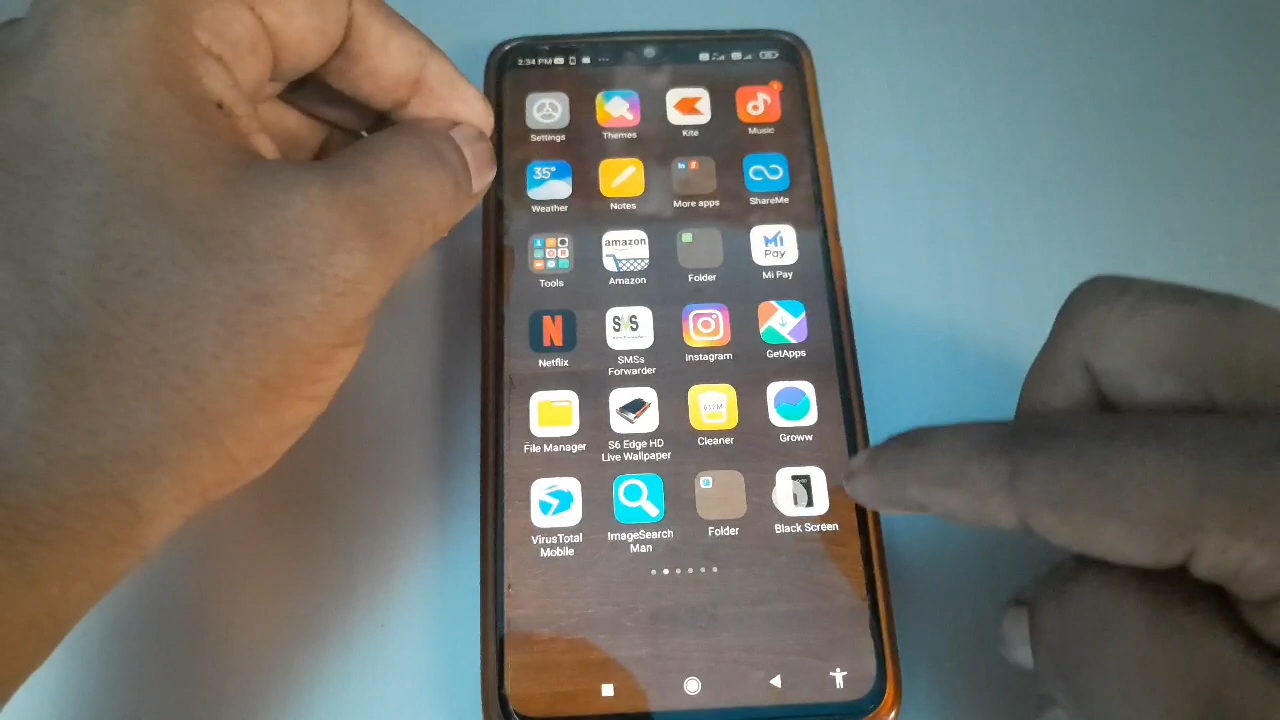 2:34 PM
Settings
Themes
Kite
Music
35°
Weather
Notes
More apps
ShareMe
Tools
amazon
Amazon
Folder
Mi
Pay
Mi Pay
N
Netflix
SMS
SMSs
Forwarder
Instagram
GetApps
File Manager
S6 Edge HD
Live Wallpaper
Cleaner
Groww
VirusTotal
Mobile
ImageSearch
Man
Folder
Black Screen